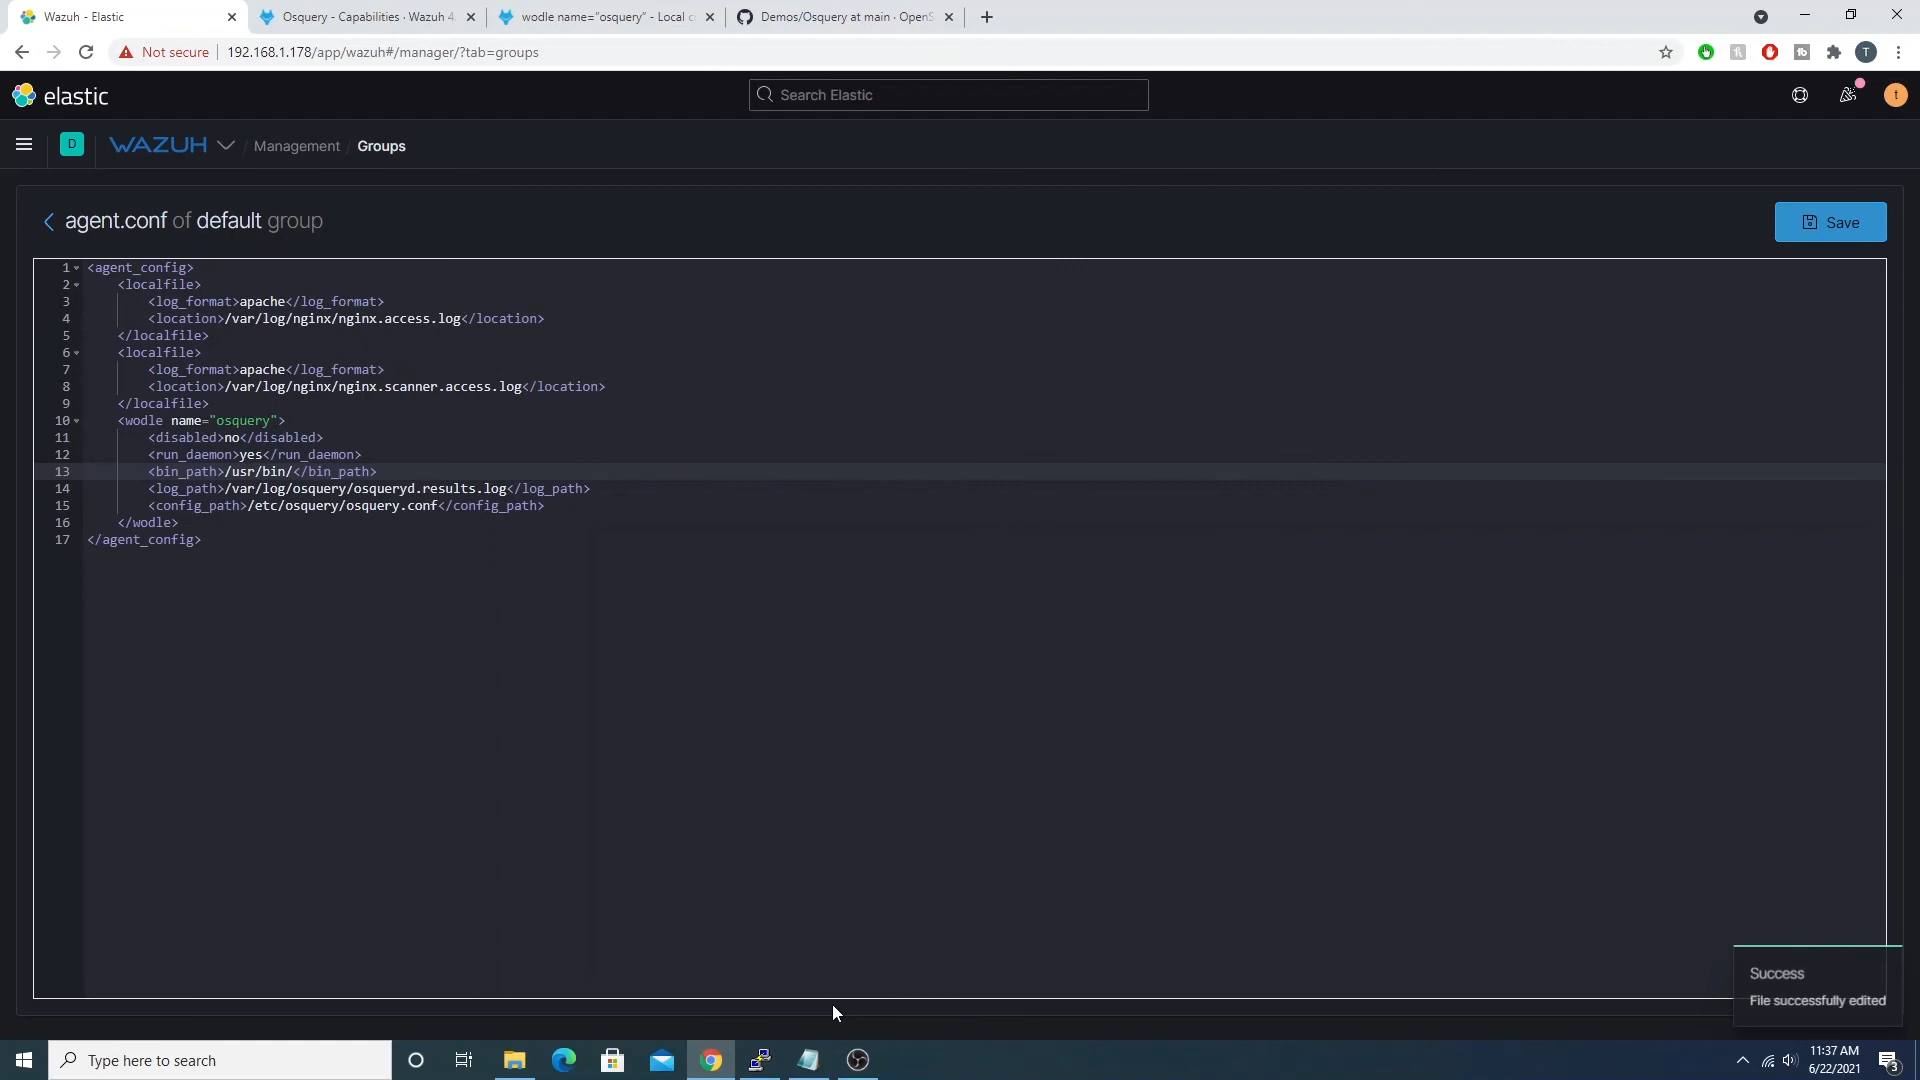 Wazuh - Elastic
Osquery - Capabilities · Wazuh 4.
wodle name="osquery" - Local c
Demos/Osquery at main · OpenS
Not secure
192.168.1.178/app/wazuh#/manager/?tab=groups
T
elastic
Search Elastic
t
D
WAZUH / Management / Groups
agent.conf of default group
Save
1 <agent_config>
2 <localfile>
3 <log_format>apache</log_format>
4 <location>/var/log/nginx/nginx.access.log</location>
5 </localfile>
6 <localfile>
7 <log_format>apache</log_format>
8 <location>/var/log/nginx/nginx.scanner.access.log</location>
9 </localfile>
10 <wodle name="osquery">
11 <disabled>no</disabled>
12 <run_daemon>yes</run_daemon>
13 <bin_path>/usr/bin/</bin_path>
14 <log_path>/var/log/osquery/osqueryd.results.log</log_path>
15 <config_path>/etc/osquery/osquery.conf</config_path>
16 </wodle>
17 </agent_config>
Success
File successfully edited
Type here to search
11:37 AM
6/22/2021
3